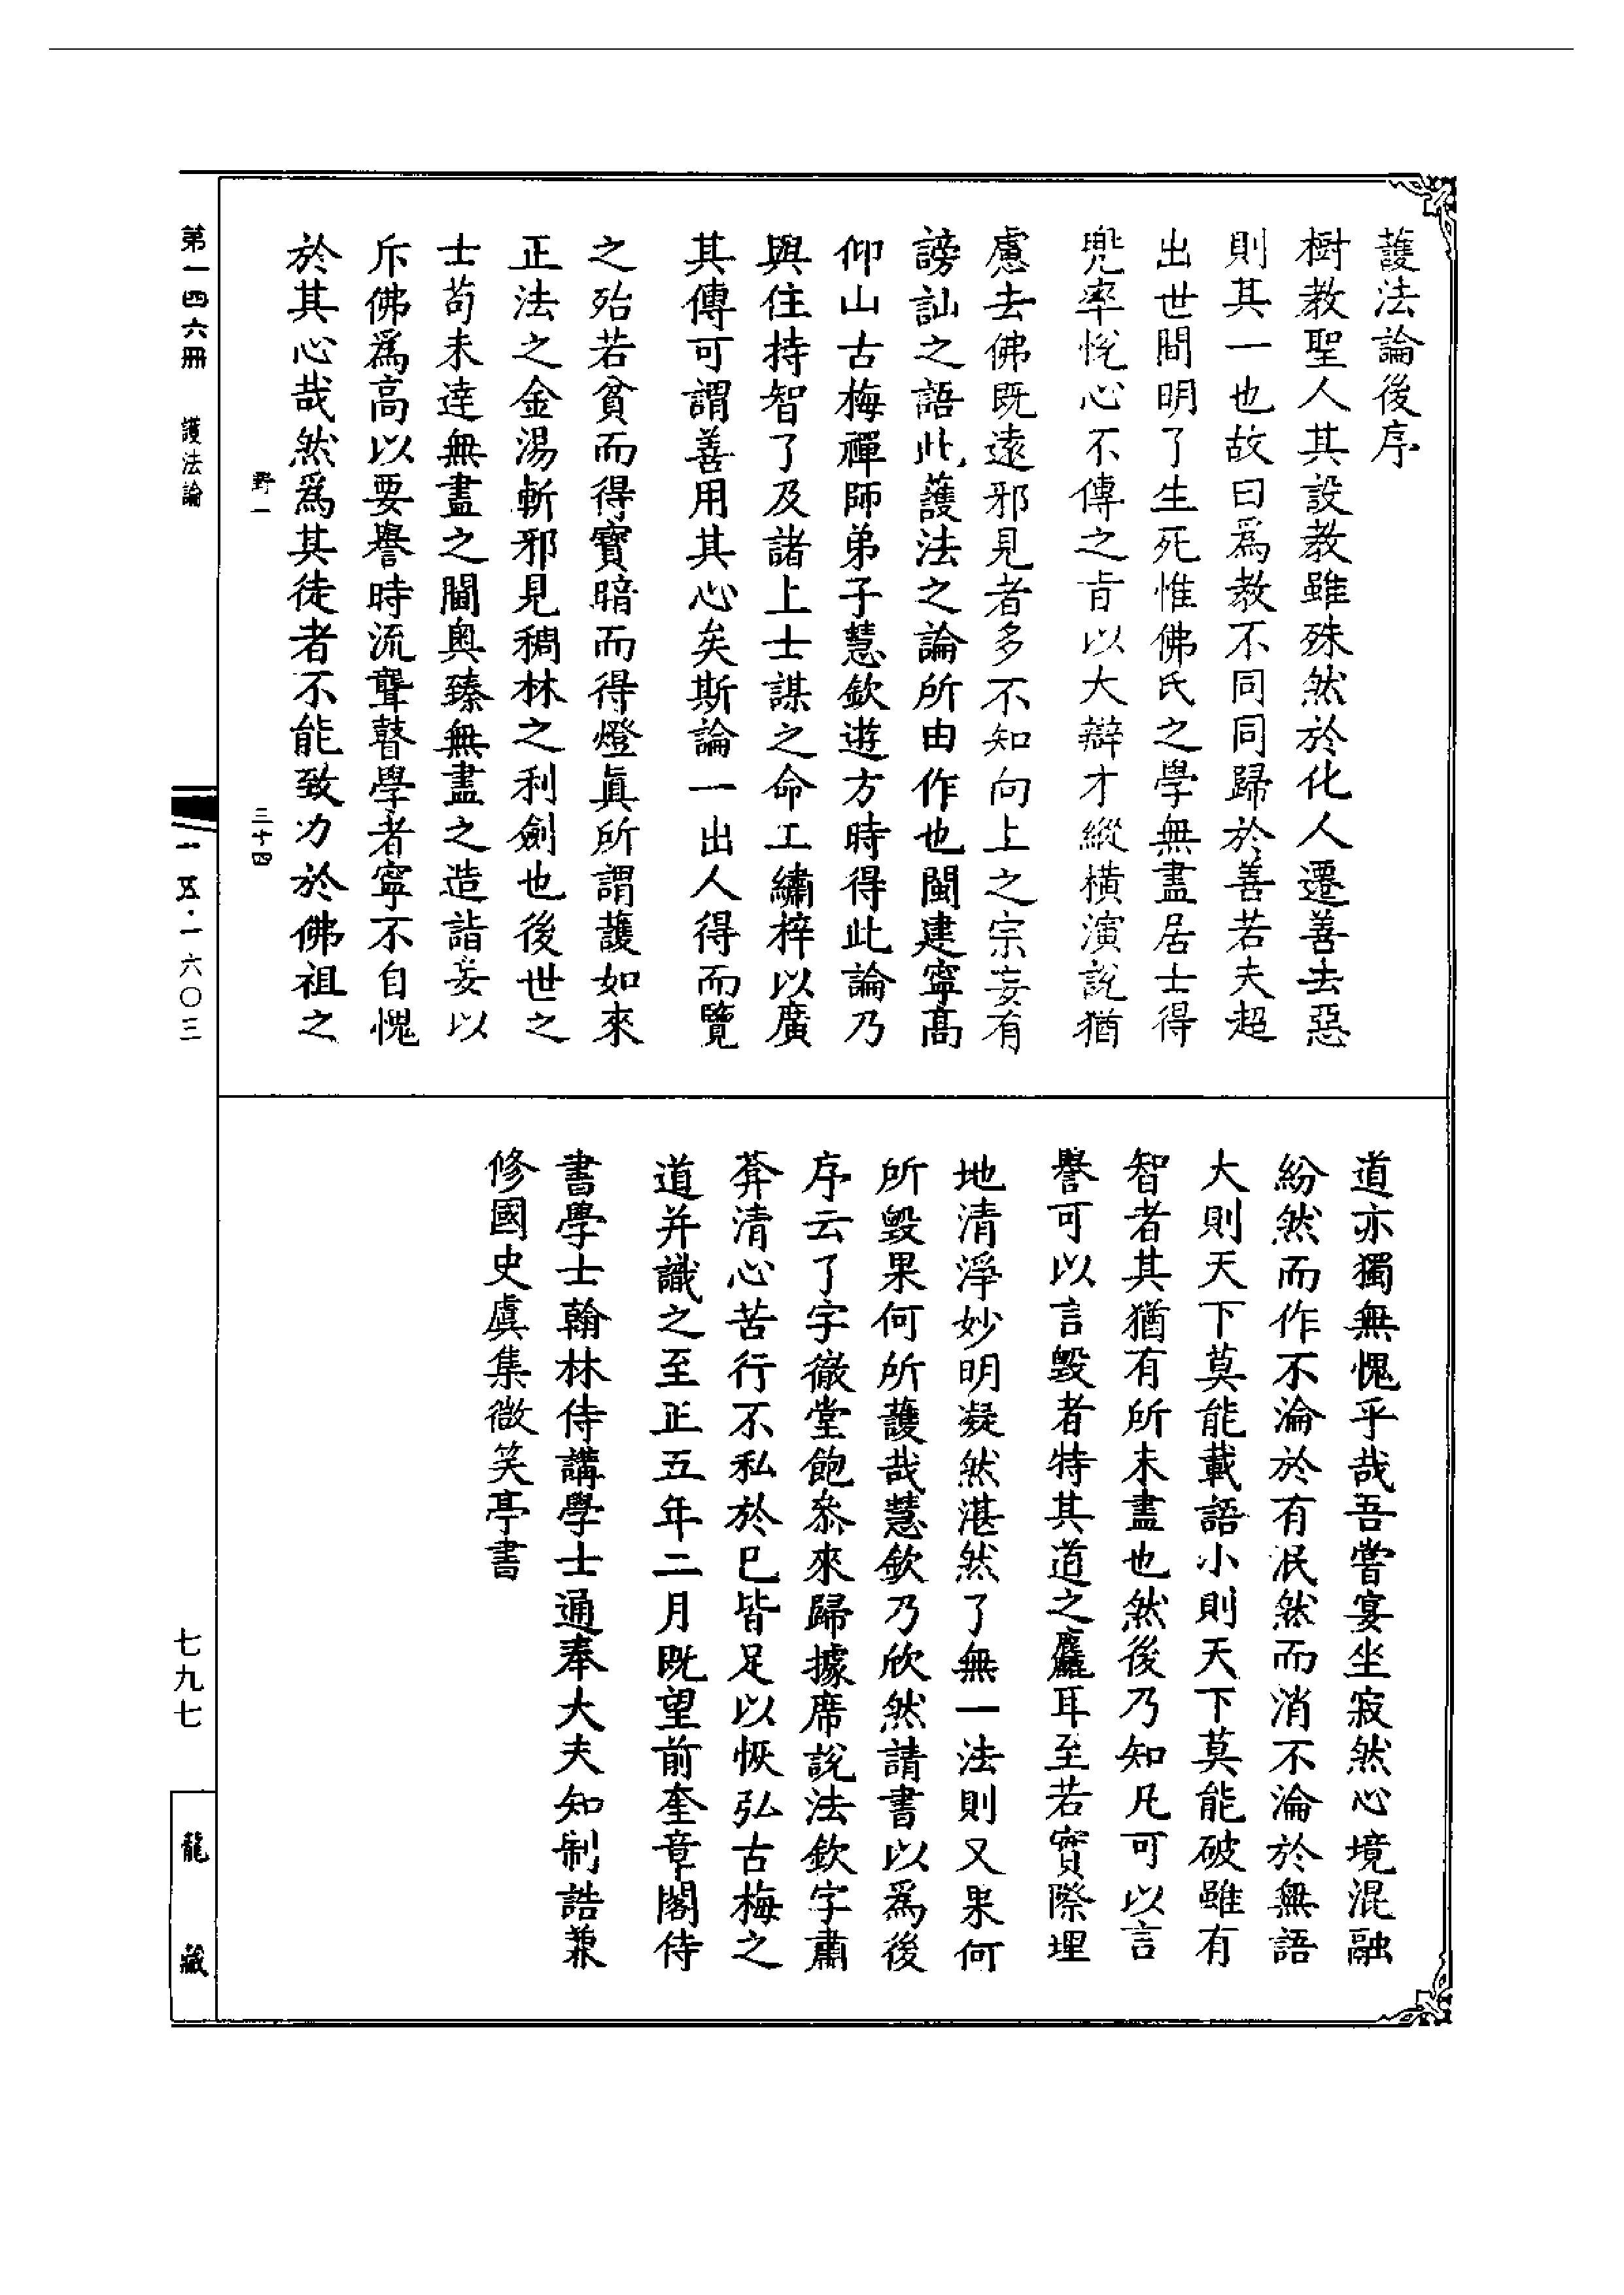 護法論後序
樹教聖人其設教雖殊然於化人遷善去惡
則其一也故曰爲教不同同歸於善若夫超
出世間明了生死惟佛氏之學無盡居士得
兜率悅心不傳之旨以大辯才縱橫演說猶
慮去佛既遠邪見者多不知向上之宗妄有
謗訕之語此護法之論所由作也閩建寧高
仰山古梅禪師弟子慧欽遊方時得此論乃
與住持智了及諸上士謀之命工繡梓以廣
其傳可謂善用其心矣斯論一出人得而覽
之殆若貧而得寶暗而得燈眞所謂護如來
正法之金湯斬邪見稠林之利劍也後世之
士苟未達無盡之閫奥臻無盡之造詣妄以
斥佛爲高以要譽時流聾瞽學者寧不自愧
於其心哉然爲其徒者不能致力於佛祖之
野一 三十四
道亦獨無愧乎哉吾嘗宴坐寂然心境混融
紛然而作不淪於有泯然而消不淪於無語
大則天下莫能載語小則天下莫能破雖有
智者其猶有所未盡也然後乃知凡可以言
譽可以言毀者特其道之麤耳至若實際理
地清淨妙明凝然湛然了無一法則又果何
所毀果何所護哉慧欽乃欣然請書以爲後
序云了字徹堂飽叅來歸據席說法欽字肅
莾清心苦行不私於己皆足以恢弘古梅之
道并識之至正五年二月既望前奎章閣侍
書學士翰林侍講學士通奉大夫知制誥兼
修國史虞集微笑亭書
第一四六冊 護法論
一五·一六〇三
七九七
龍藏